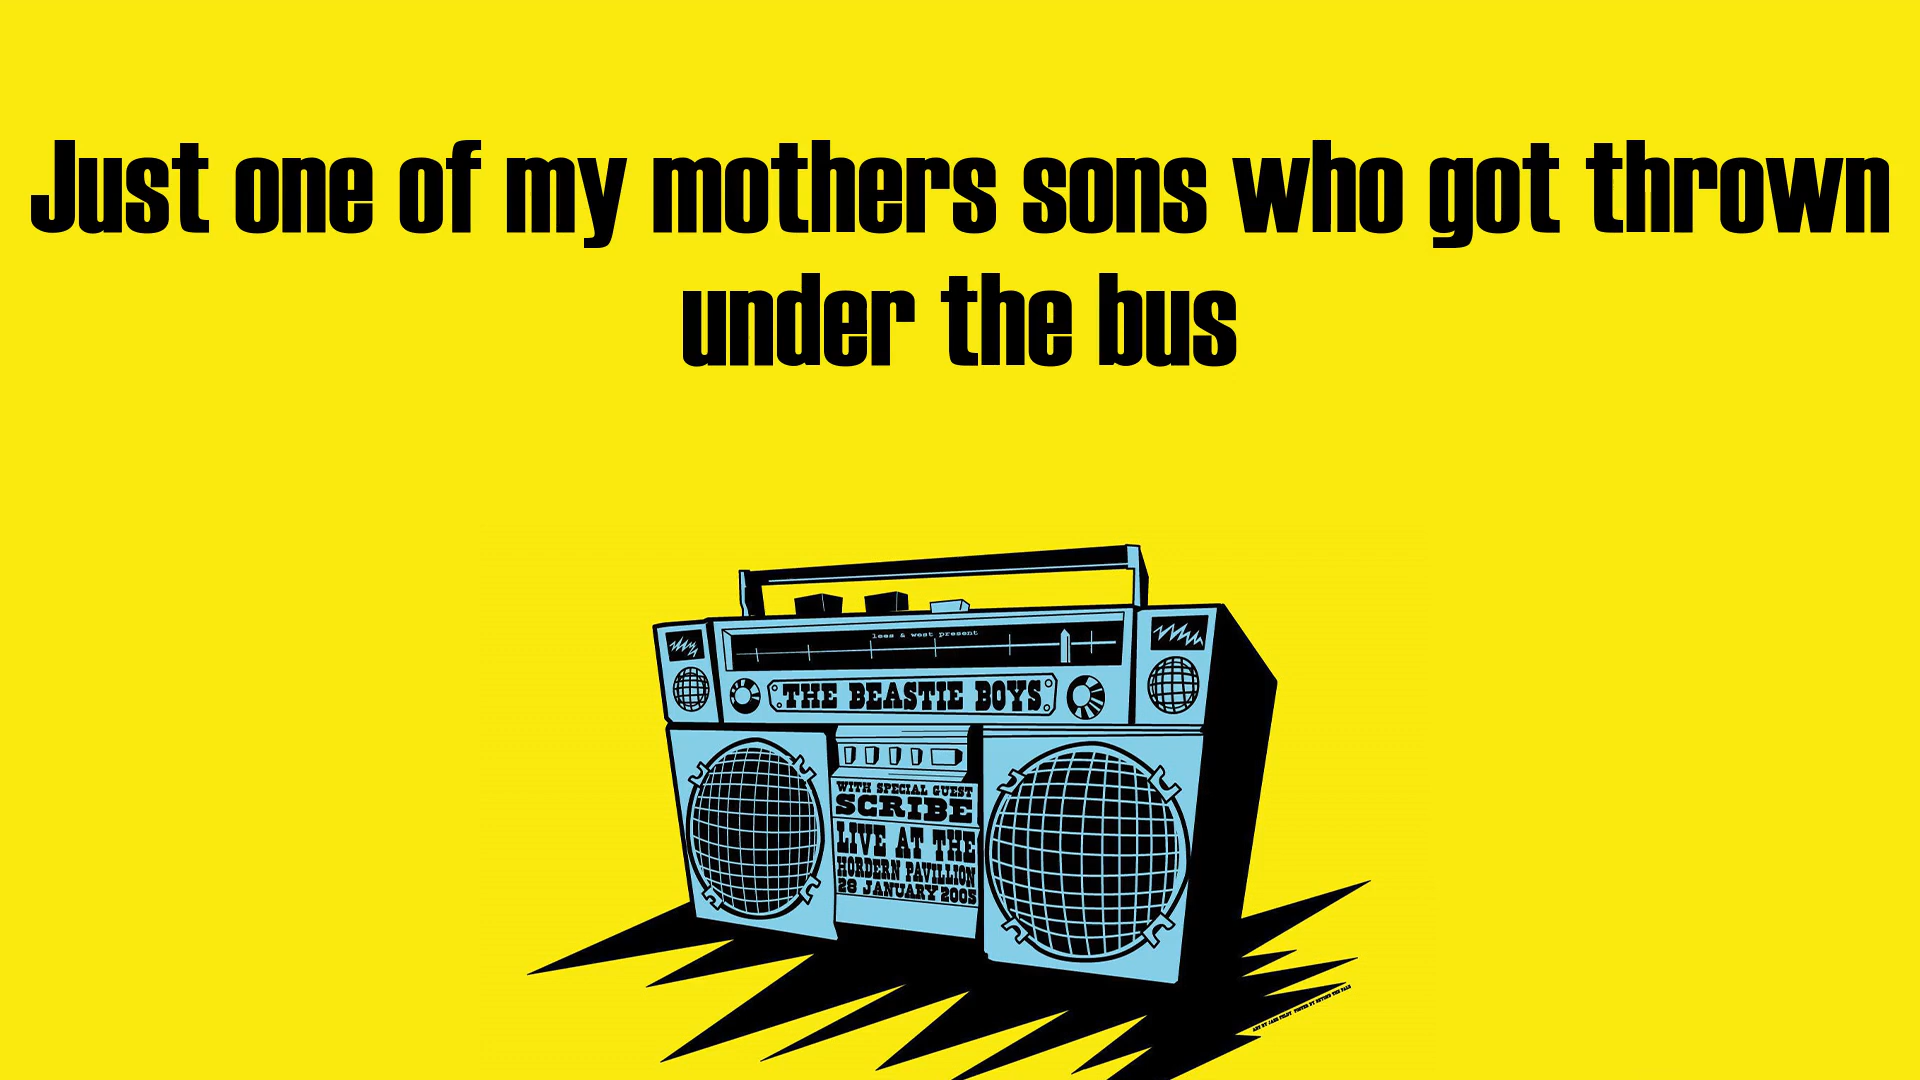 Just one of my mothers sons who got thrown
under the bus
lees & west present
THE BEASTIE BOYS
WITH SPECIAL GUEST
SCRIBE
LIVE AT THE
HORDERN PAVILLION
28 JANUARY 2005